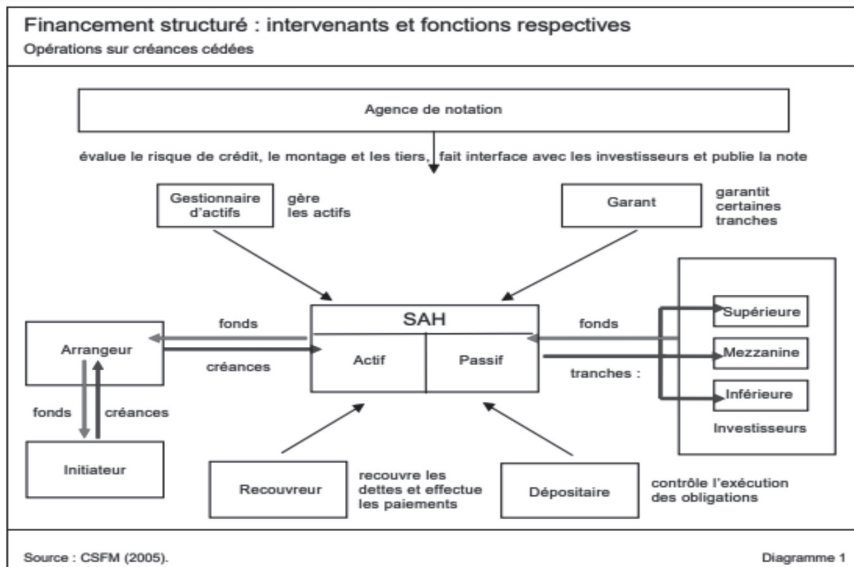 Financement structuré : intervenants et fonctions respectives
Opérations sur créances cédées
Agence de notation
évalue le risque de crédit, le montage et les tiers, fait interface avec les investisseurs et publie la note
Gestionnaire
d'actifs
gère
les actifs
Garant
garantit
certaines
tranches
SAH
Actif
Passif
fonds
créances
Arrangeur
fonds
créances
Initiateur
fonds
tranches :
Supérieure
Mezzanine
Inférieure
Investisseurs
Recouvreur
recouvre les
dettes et effectue
les paiements
Dépositaire
contrôle l'exécution
des obligations
Source : CSFM (2005).
Diagramme 1